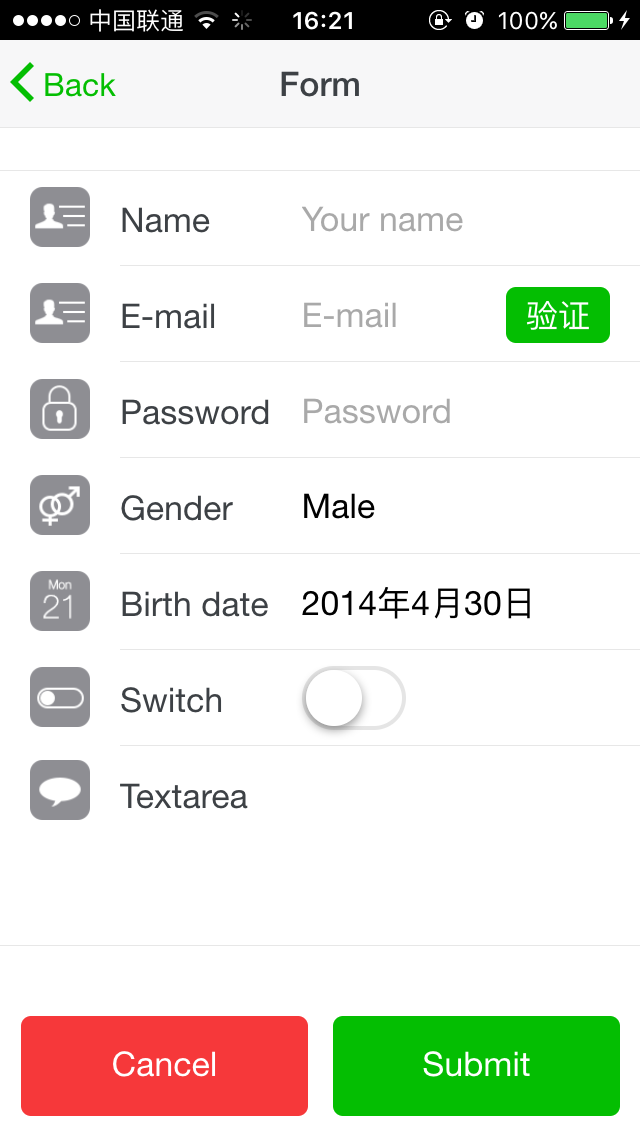 中国联通 16:21 100%
Back Form
Name Your name
E-mail E-mail 验证
Password Password
Gender Male
Mon
21
Birth date 2014年4月30日
Switch
Textarea
Cancel Submit